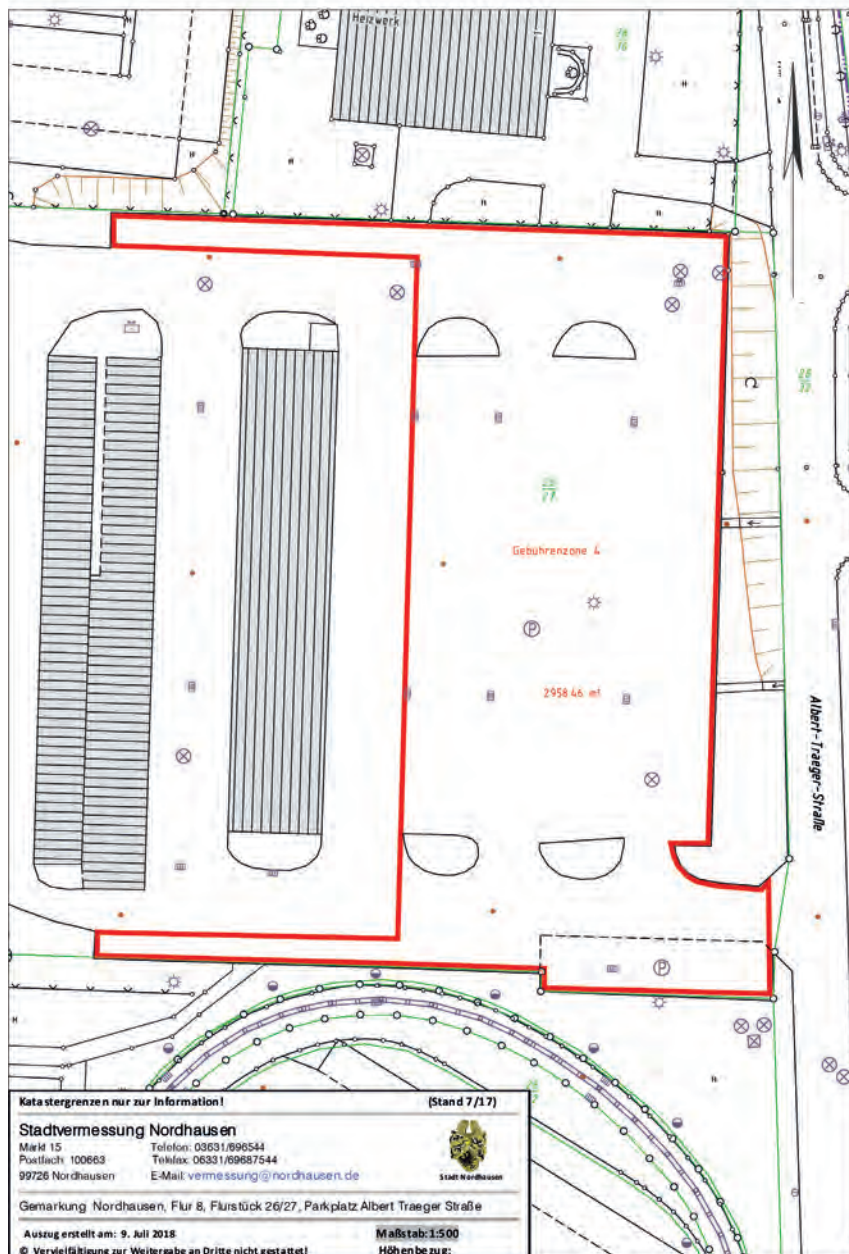 Heizwerk
26
27
Gebührenzone 4
2958.46 m²
Albert-Traeger-Straße
Katastergrenzen nur zur Information! (Stand 7/17)
Stadtvermessung Nordhausen
Markt 15 Telefon: 03631/696544
Postfach: 100663 Telefax: 06331/69687544
99726 Nordhausen E-Mail: vermessung@nordhausen.de
Stadt Nordhausen
Gemarkung Nordhausen, Flur 8, Flurstück 26/27, Parkplatz Albert Traeger Straße
Auszug erstellt am: 9. Juli 2018 Maßstab:1:500
© Vervielfältigung zur Weitergabe an Dritte nicht gestattet! Höhenbezug: